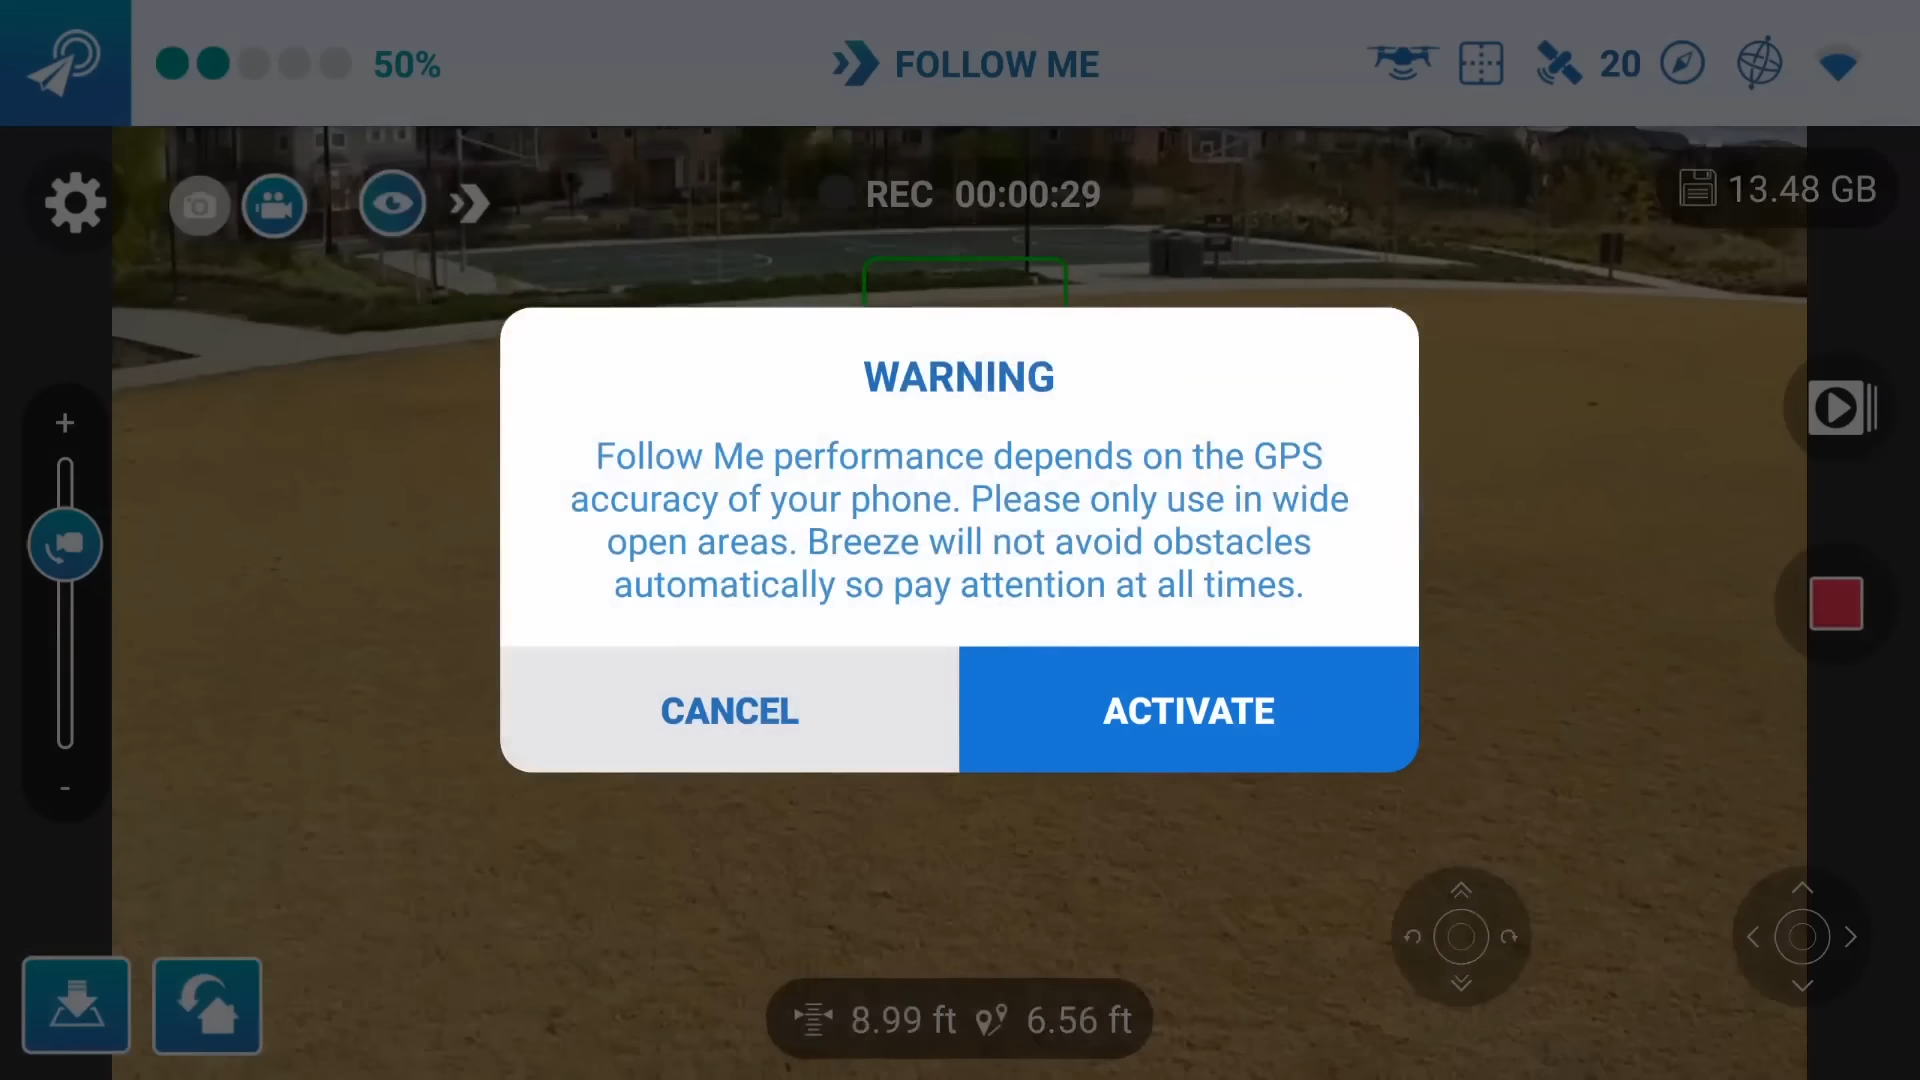 50%
FOLLOW ME
20
REC 00:00:29
13.48 GB
WARNING
Follow Me performance depends on the GPS
accuracy of your phone. Please only use in wide
open areas. Breeze will not avoid obstacles
automatically so pay attention at all times.
+
-
CANCEL
ACTIVATE
8.99 ft
6.56 ft